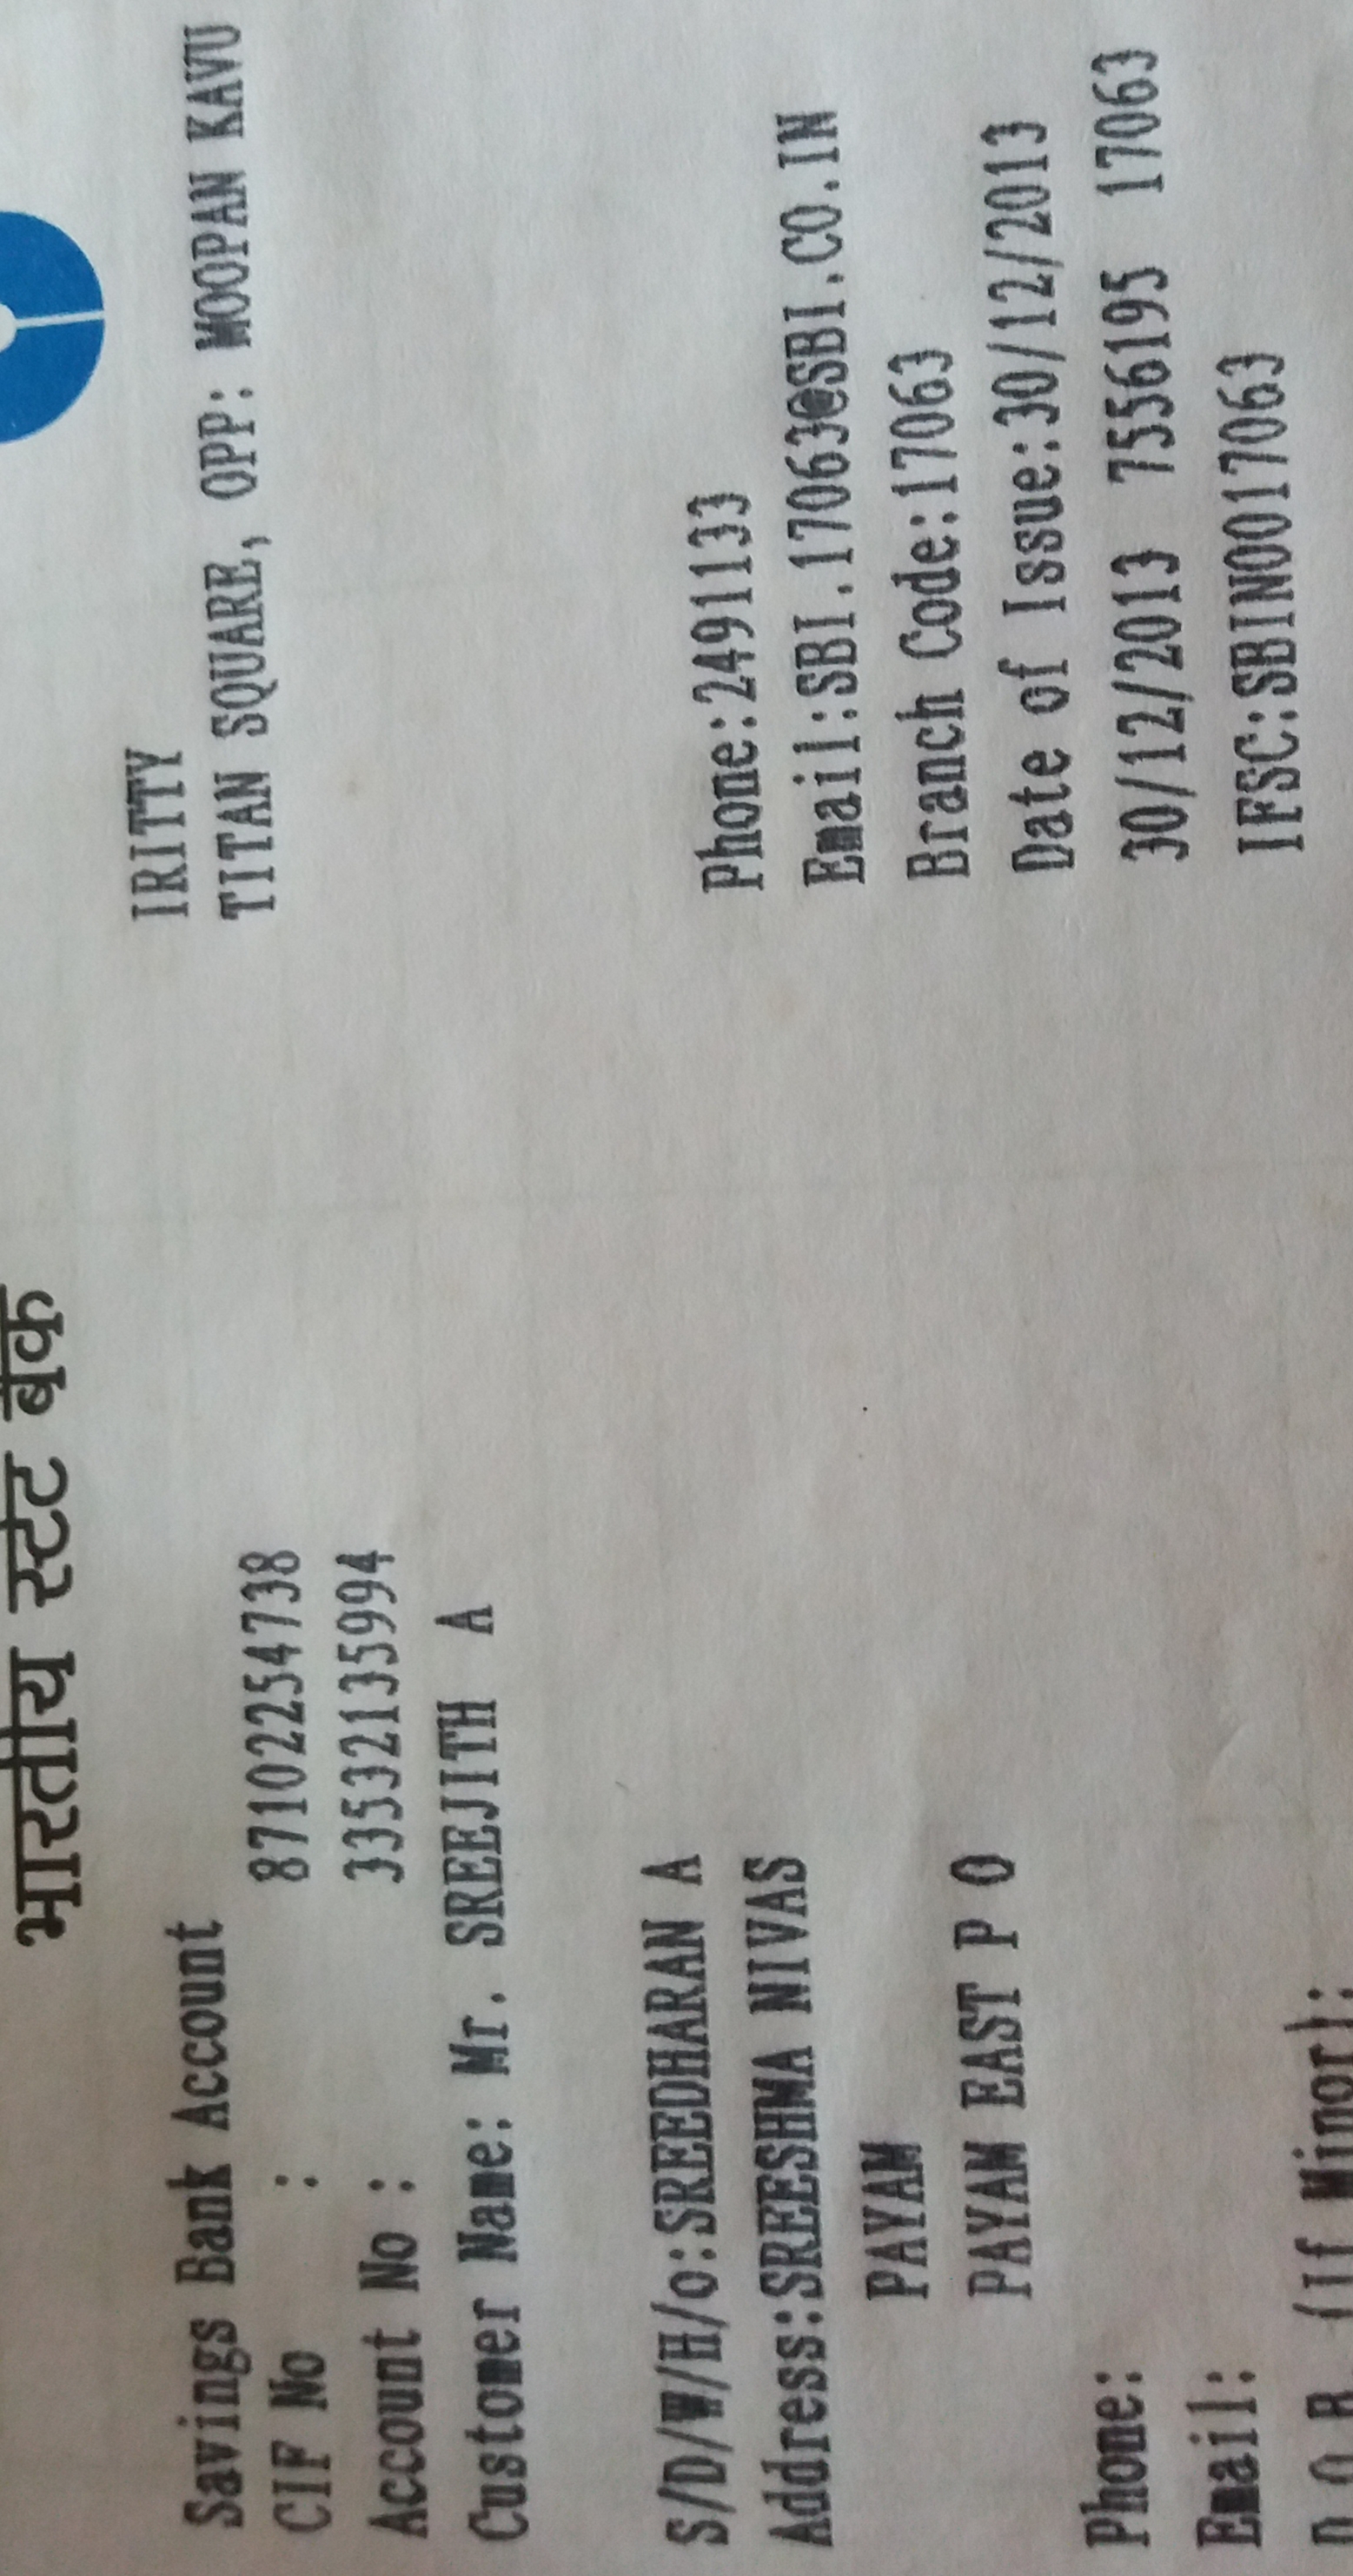 भारतीय स्टेट बैंक
IRITTY
TITAN SQUARE, OPP: MOOPAN KAVU
Savings Bank Account
CIF No : 87102254738
Account No : 33532135994
Customer Name: Mr. SREEJITH A
S/D/W/H/o:SREEDHARAN A
Address:SREESHMA NIVAS
PAYAM
PAYAM EAST P O
Phone:
Email:
D.O.B. (If Minor):
Phone:2491133
Email:SBI.17063@SBI.CO.IN
Branch Code:17063
Date of Issue:30/12/2013
30/12/2013 7556195 17063
IFSC:SBIN0017063